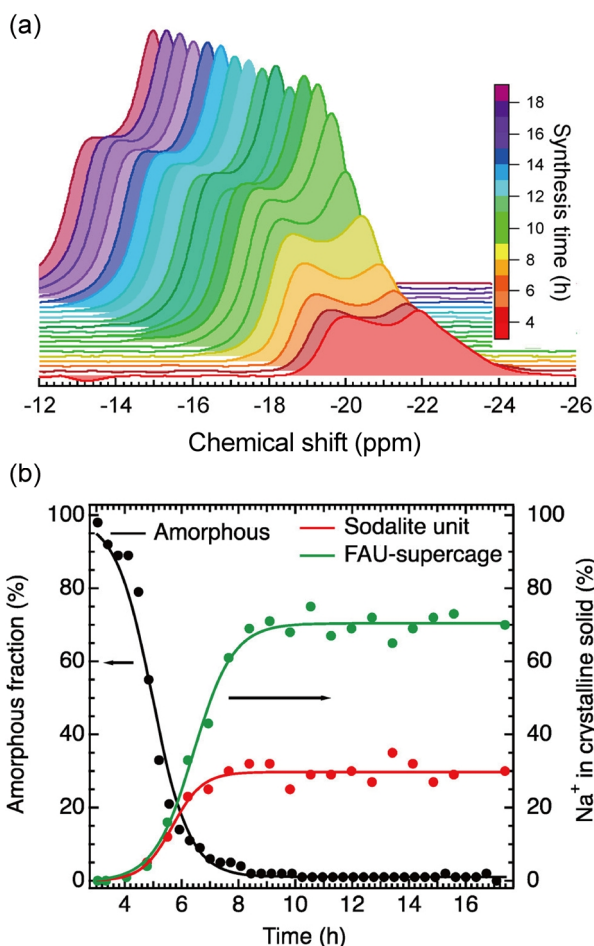 (a)
18
16
14
12
10
8
6
4
Synthesis time (h)
-12 -14 -16 -18 -20 -22 -24 -26
Chemical shift (ppm)
(b)
100 100
80 80
60 60
40 40
20 20
0 0
Amorphous
Sodalite unit
FAU-supercage
Amorphous fraction (%)
Na⁺ in crystalline solid (%)
4 6 8 10 12 14 16
Time (h)